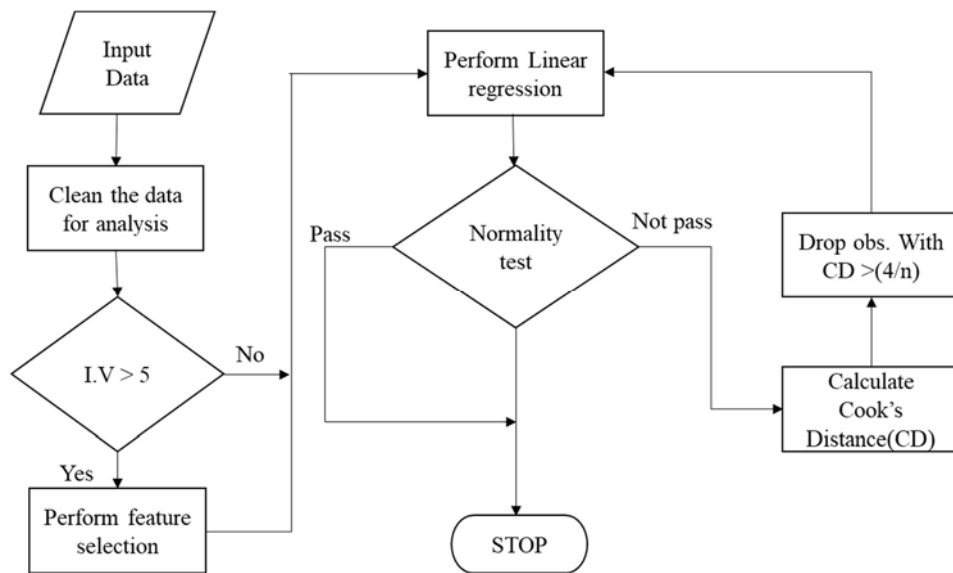 Input
Data
Clean the data
for analysis
I.V > 5
No
Yes
Perform feature
selection
Perform Linear
regression
Normality
test
Pass
Not pass
STOP
Drop obs. With
CD >(4/n)
Calculate
Cook’s
Distance(CD)